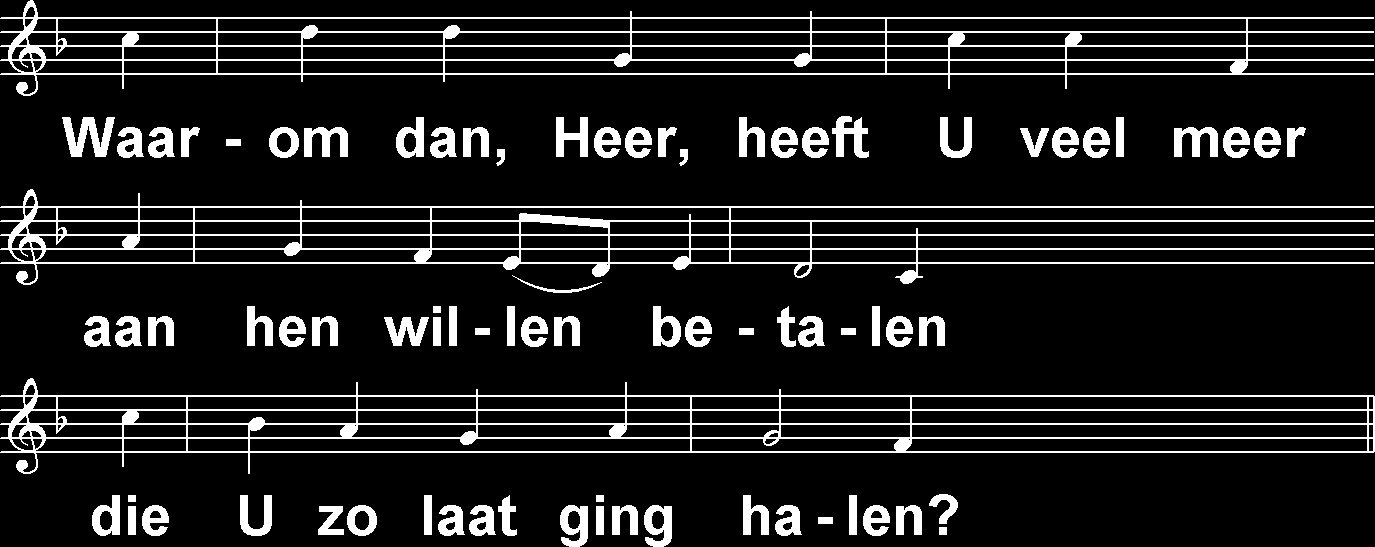 Waar - om dan, Heer, heeft U veel meer
aan hen wil - len be - ta - len
die U zo laat ging ha - len?